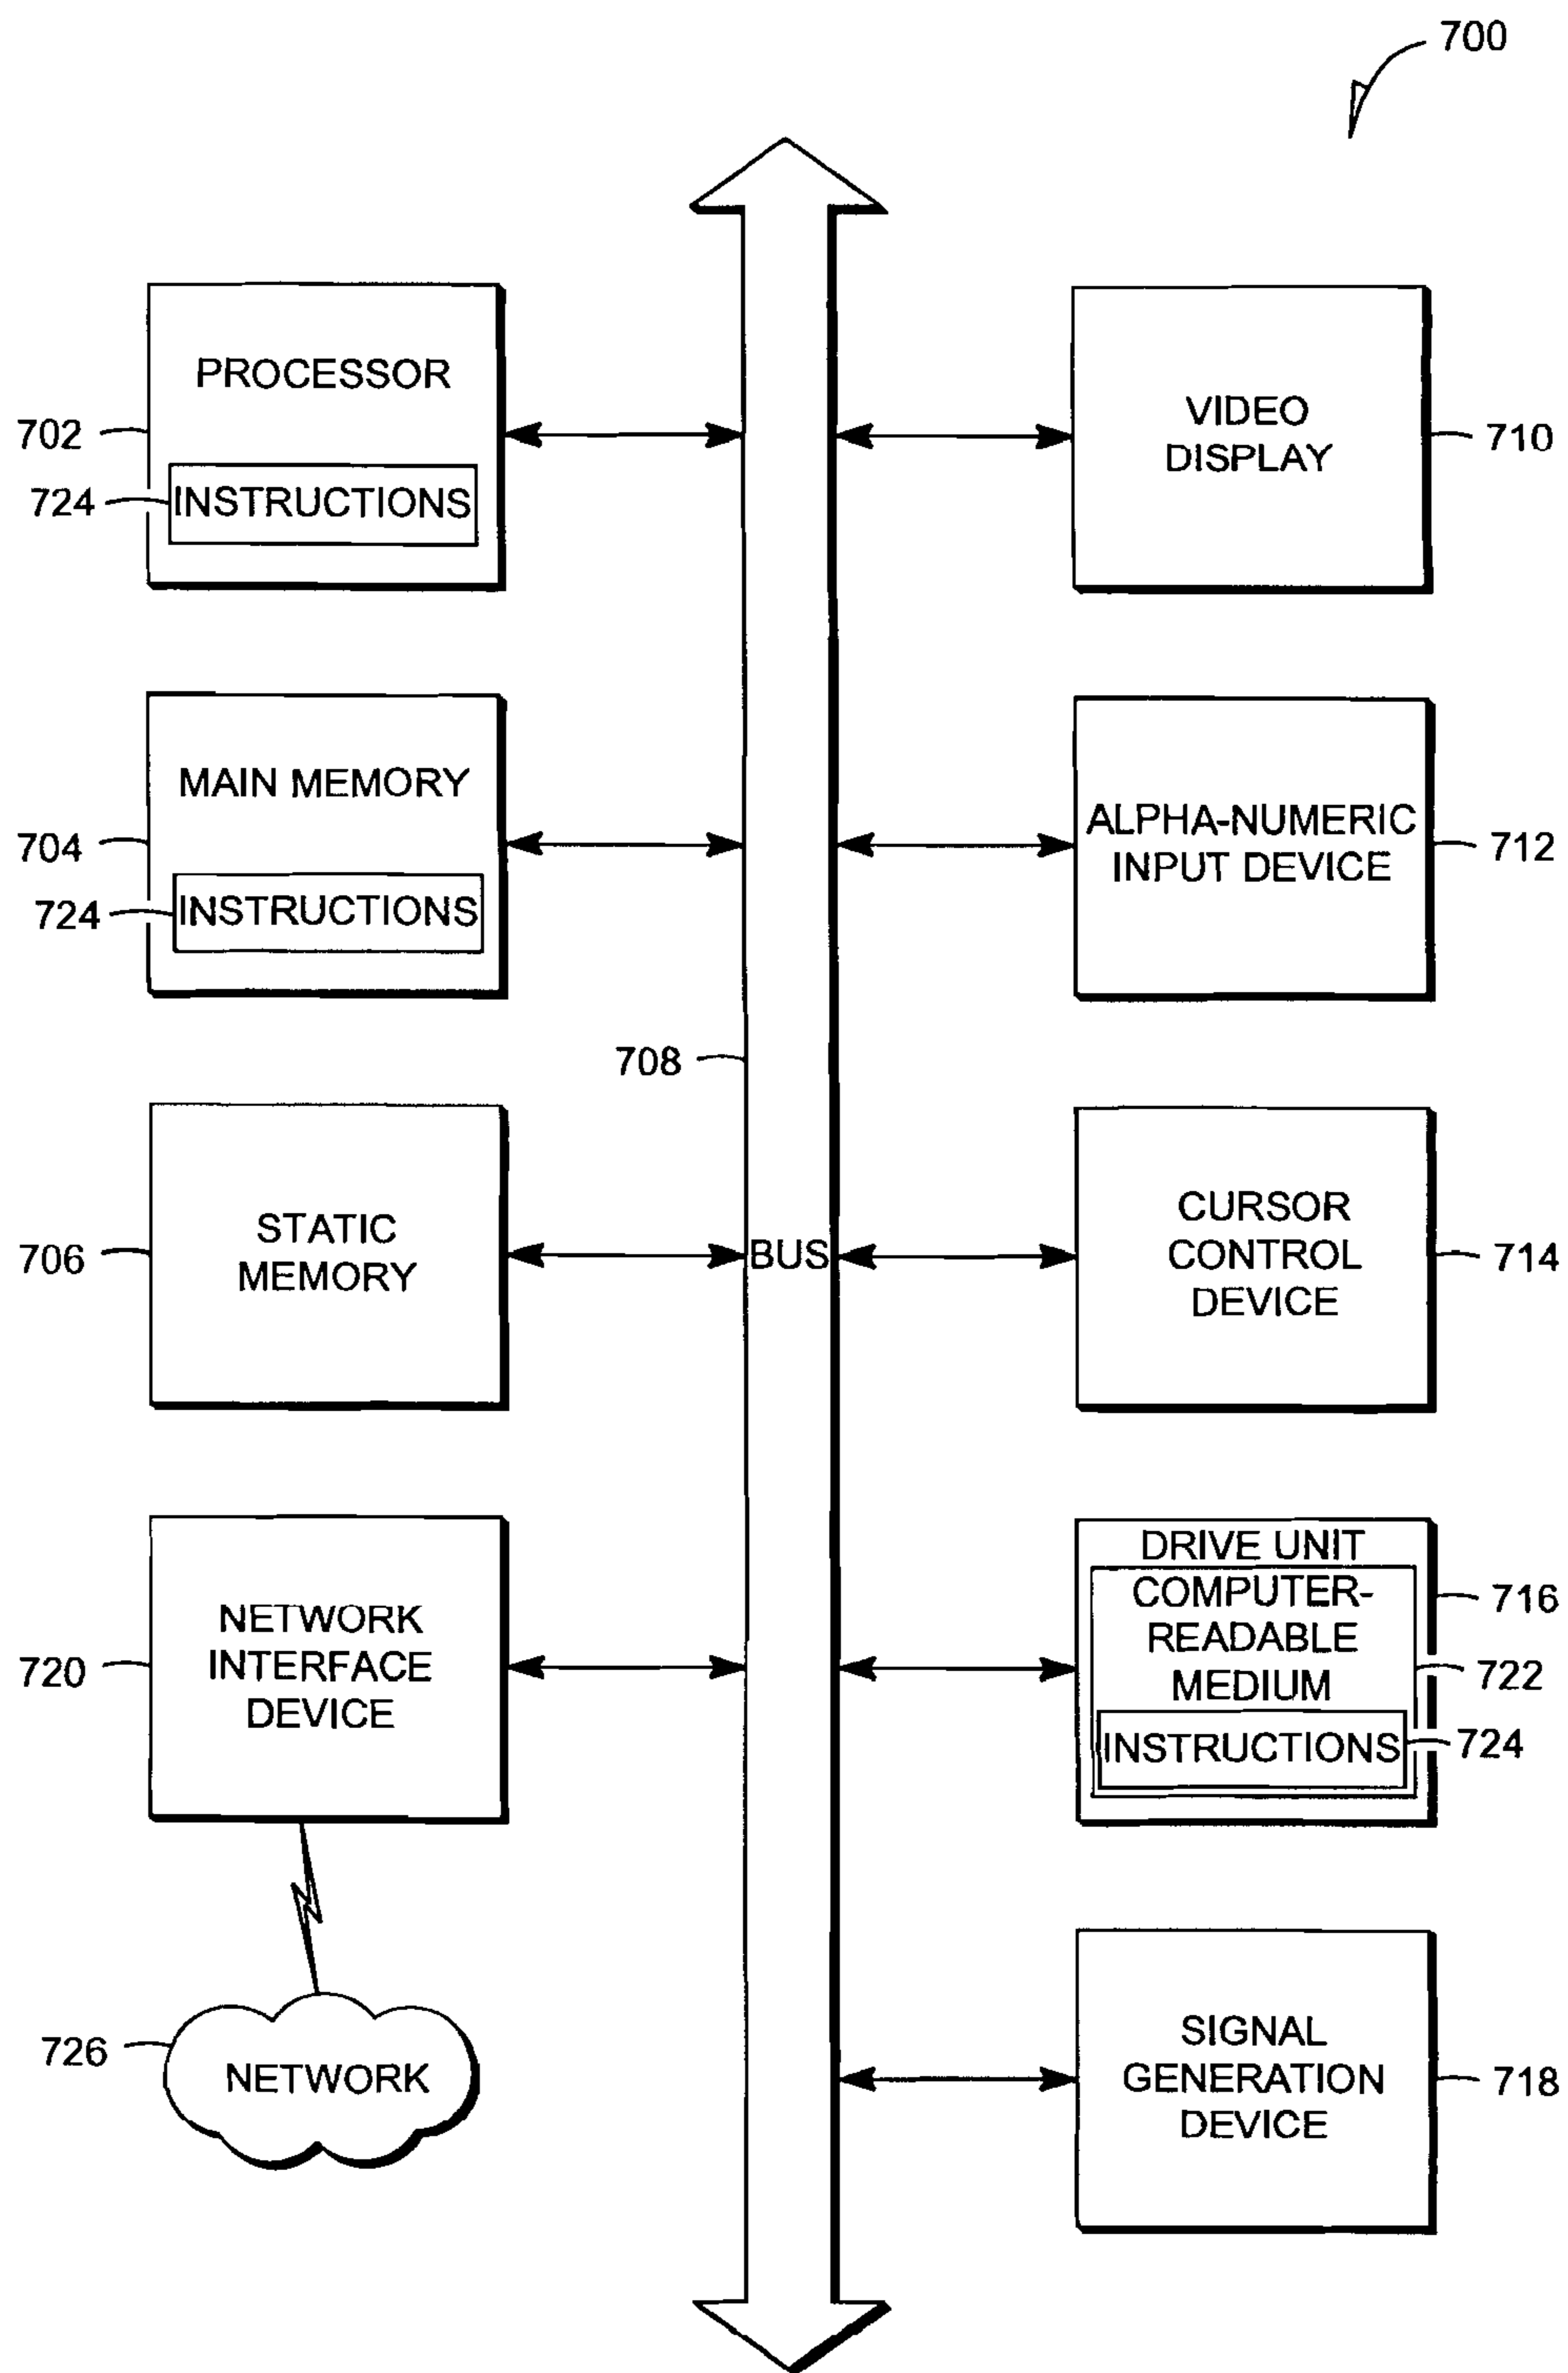 700
PROCESSOR
702
724
INSTRUCTIONS
VIDEO
DISPLAY
710
MAIN MEMORY
704
724
INSTRUCTIONS
ALPHA-NUMERIC
INPUT DEVICE
712
708
STATIC
MEMORY
706
BUS
CURSOR
CONTROL
DEVICE
714
NETWORK
INTERFACE
DEVICE
720
DRIVE UNIT
COMPUTER-
READABLE
MEDIUM
716
722
INSTRUCTIONS
724
726
NETWORK
SIGNAL
GENERATION
DEVICE
718